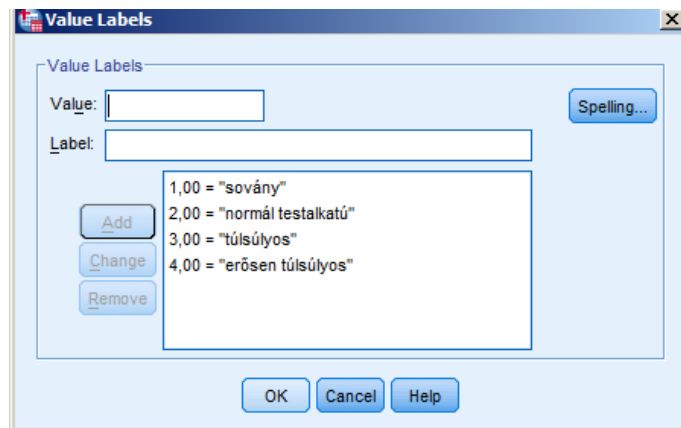 Value Labels
Value Labels
Value:
Spelling...
Label:
1,00 = "sovány"
2,00 = "normál testalkatú"
3,00 = "túlsúlyos"
4,00 = "erősen túlsúlyos"
Add
Change
Remove
OK Cancel Help